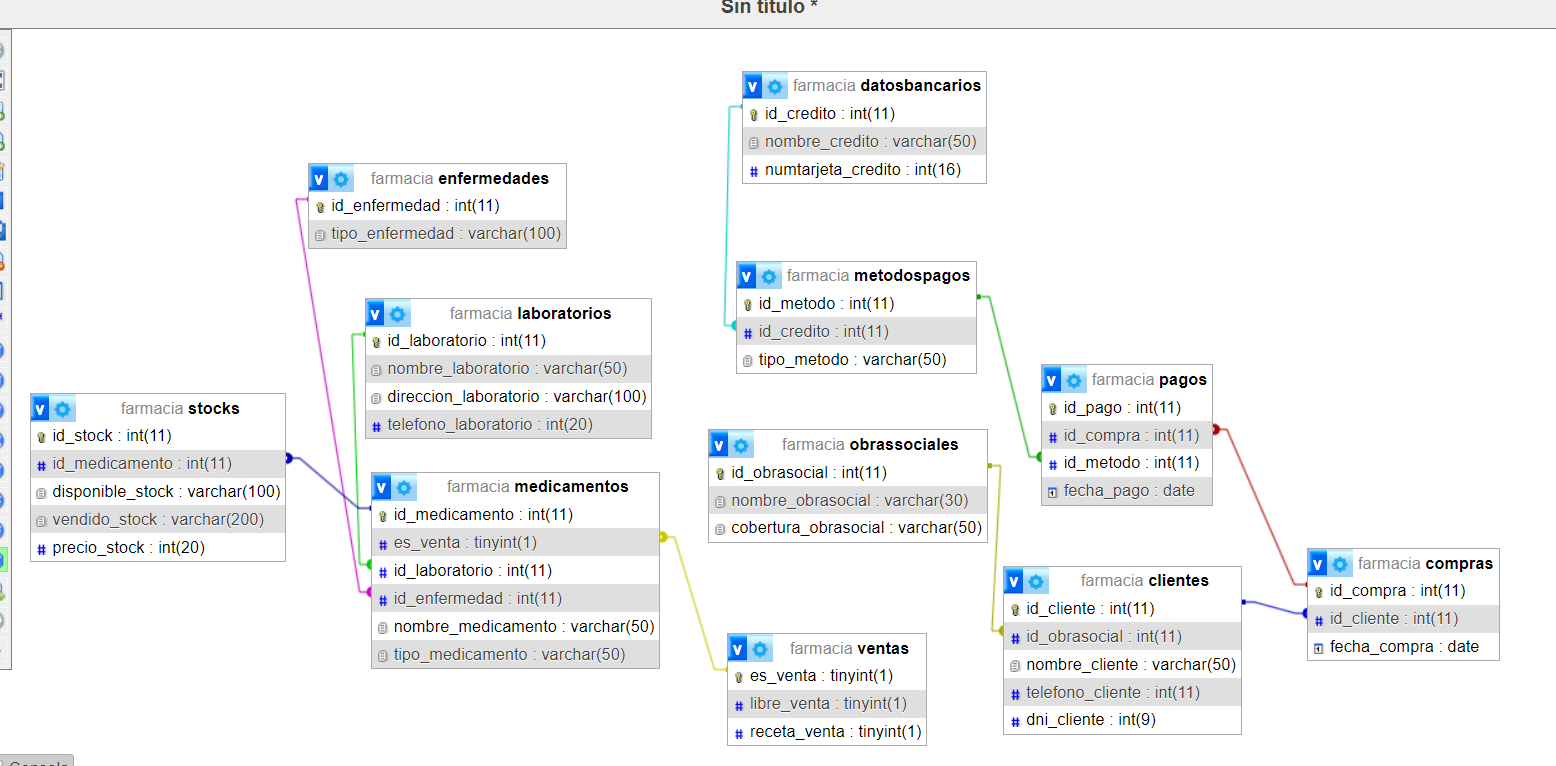 Sin título *
farmacia datosbancarios
id_credito : int(11)
nombre_credito : varchar(50)
numtarjeta_credito : int(16)
farmacia enfermedades
id_enfermedad : int(11)
tipo_enfermedad : varchar(100)
farmacia metodospagos
id_metodo : int(11)
id_credito : int(11)
tipo_metodo : varchar(50)
farmacia laboratorios
id_laboratorio : int(11)
nombre_laboratorio : varchar(50)
direccion_laboratorio : varchar(100)
telefono_laboratorio : int(20)
farmacia pagos
id_pago : int(11)
id_compra : int(11)
id_metodo : int(11)
fecha_pago : date
farmacia stocks
id_stock : int(11)
id_medicamento : int(11)
disponible_stock : varchar(100)
vendido_stock : varchar(200)
precio_stock : int(20)
farmacia obrassociales
id_obrasocial : int(11)
nombre_obrasocial : varchar(30)
cobertura_obrasocial : varchar(50)
farmacia medicamentos
id_medicamento : int(11)
es_venta : tinyint(1)
id_laboratorio : int(11)
id_enfermedad : int(11)
nombre_medicamento : varchar(50)
tipo_medicamento : varchar(50)
farmacia compras
id_compra : int(11)
id_cliente : int(11)
fecha_compra : date
farmacia clientes
id_cliente : int(11)
id_obrasocial : int(11)
nombre_cliente : varchar(50)
telefono_cliente : int(11)
dni_cliente : int(9)
farmacia ventas
es_venta : tinyint(1)
libre_venta : tinyint(1)
receta_venta : tinyint(1)